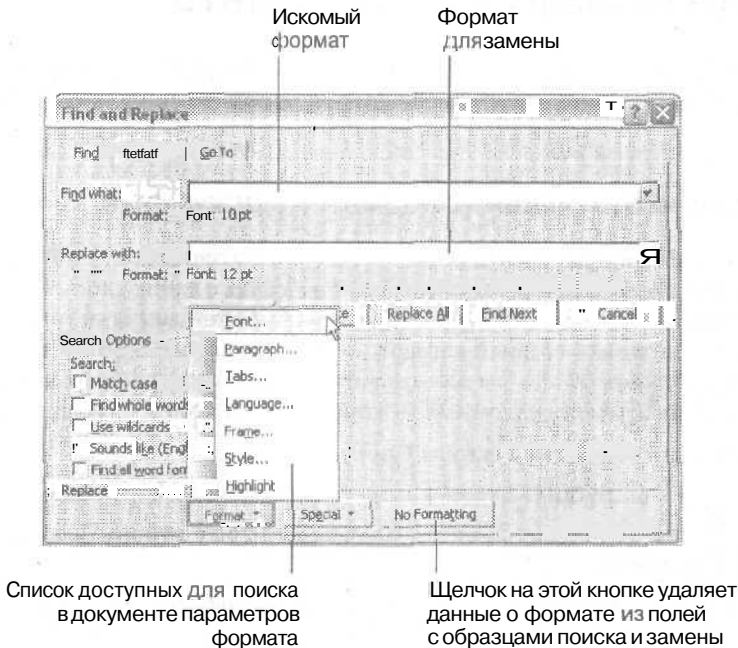 Искомый формат
Формат для замены
Find and Replace
Find ftetfatf Go To
Find what:
Format: Font: 10 pt
Replace with: Я
Format: Font: 12 pt
Replace All Find Next Cancel
Font...
Search Options
Paragraph...
Search:
Match case
Tabs...
Find whole words
Language...
Use wildcards
Frame...
Sounds like (Engl
Style...
Find all word fon
Highlight
Replace
Format Special No Formatting
Список доступных для поиска
в документе параметров
формата
Щелчок на этой кнопке удаляет
данные о формате из полей
с образцами поиска и замены